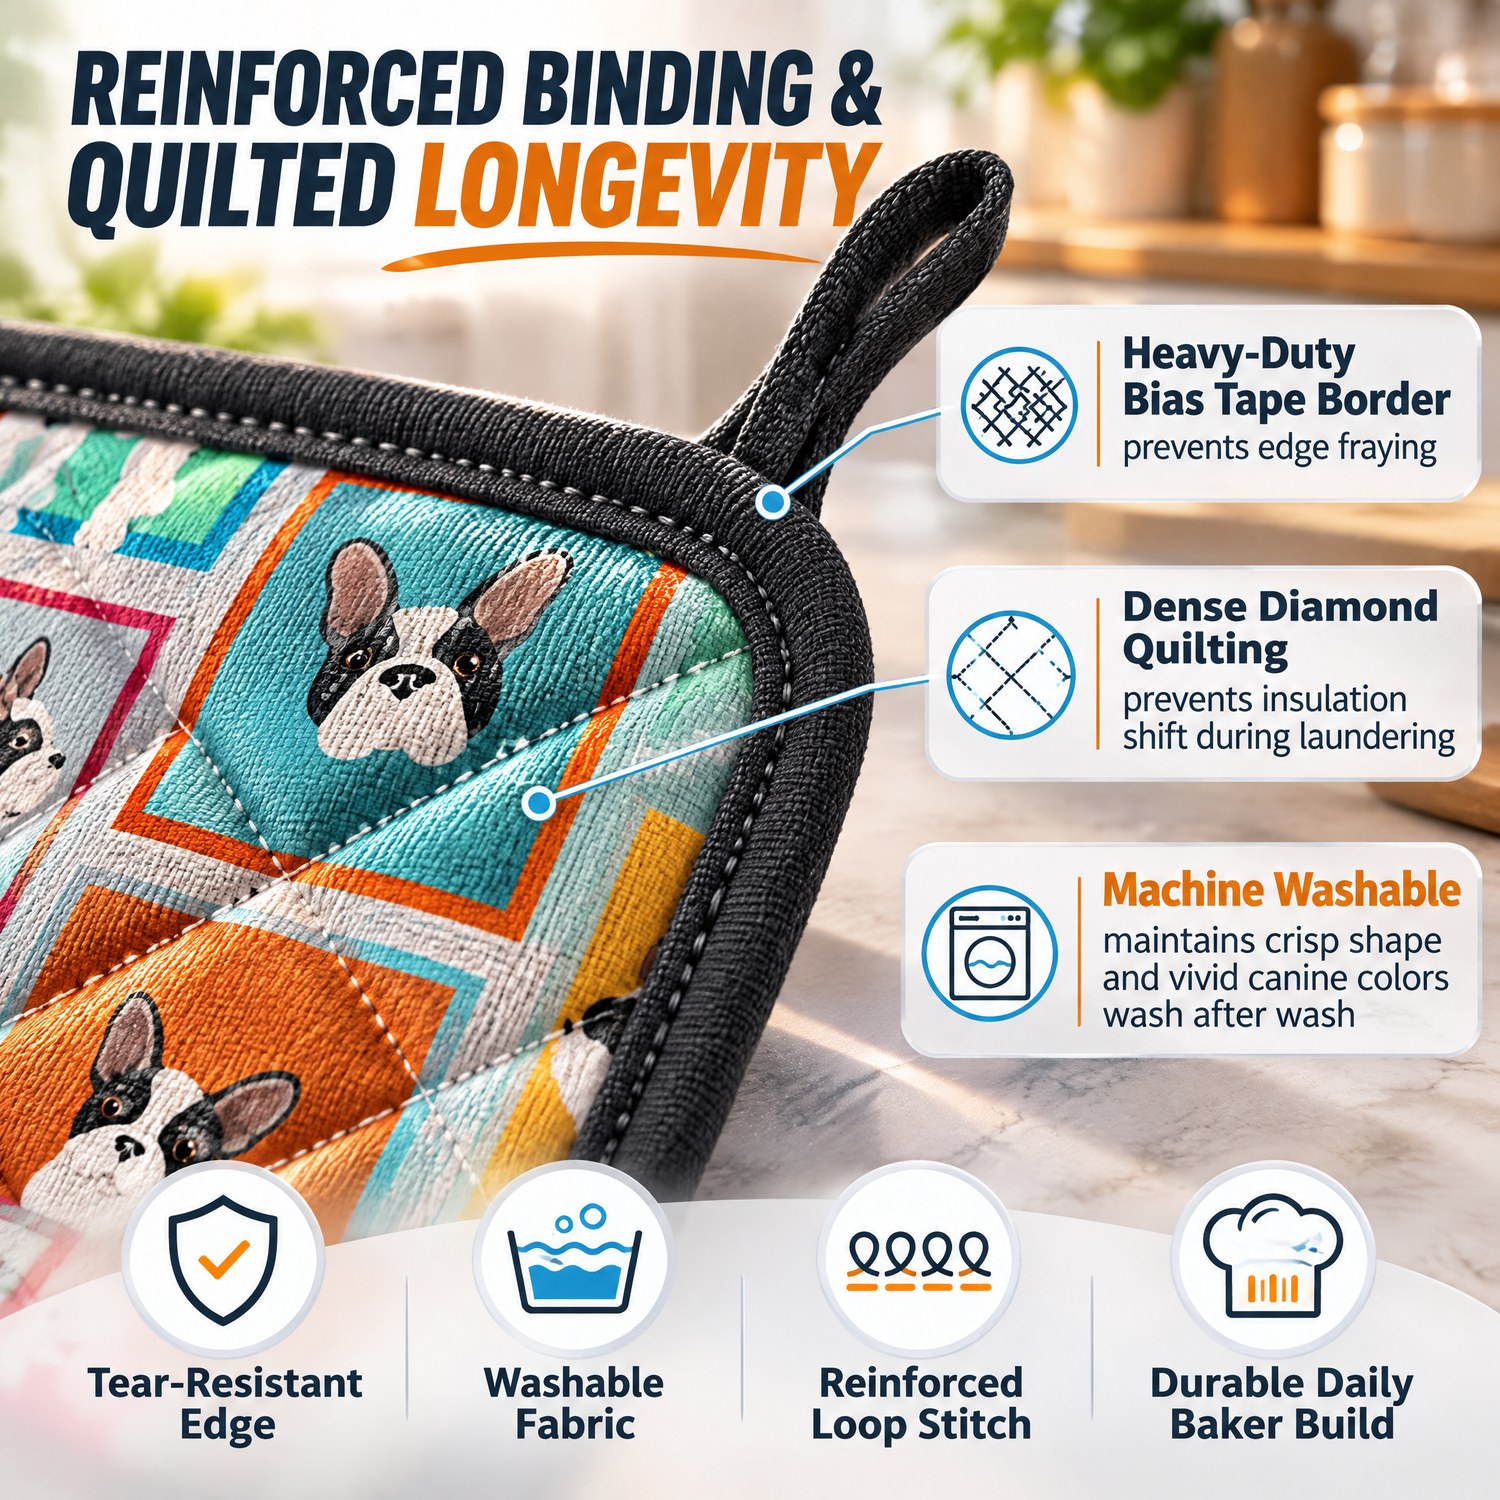 REINFORCED BINDING &
QUILTED LONGEVITY
Heavy-Duty
Bias Tape Border
prevents edge fraying
Dense Diamond
Quilting
prevents insulation
shift during laundering
Machine Washable
maintains crisp shape
and vivid canine colors
wash after wash
Tear-Resistant
Edge
Washable
Fabric
Reinforced
Loop Stitch
Durable Daily
Baker Build